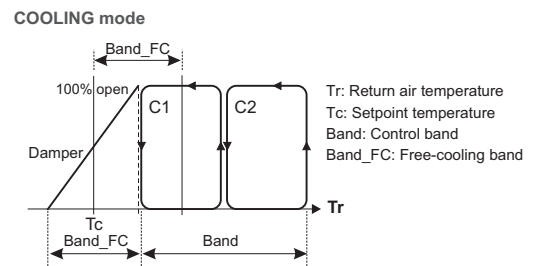 COOLING mode
Band_FC
100% open
C1
C2
Damper
Tr: Return air temperature
Tc: Setpoint temperature
Band: Control band
Band_FC: Free-cooling band
Tr
Tc
Band_FC
Band